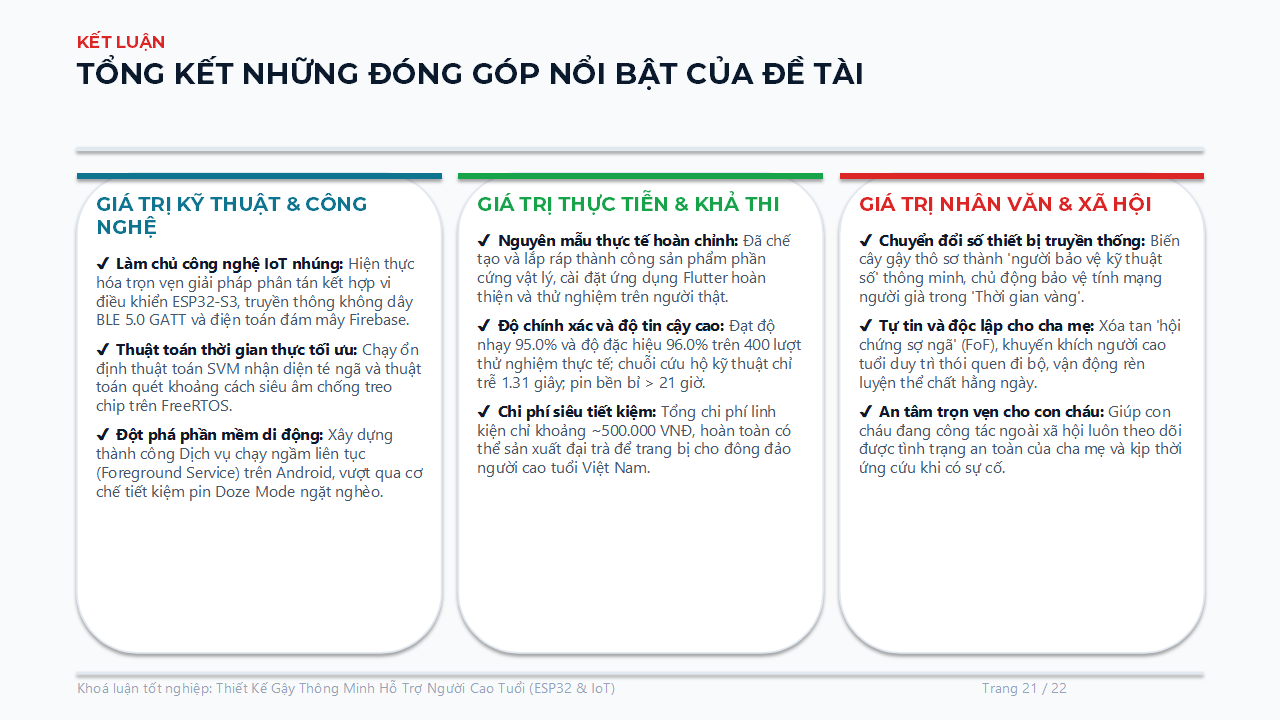 KẾT LUẬN
TỔNG KẾT NHỮNG ĐÓNG GÓP NỔI BẬT CỦA ĐỀ TÀI
GIÁ TRỊ KỸ THUẬT & CÔNG
NGHỆ
✔ Làm chủ công nghệ IoT nhúng: Hiện thực
hóa trọn vẹn giải pháp phân tán kết hợp vi
điều khiển ESP32-S3, truyền thông không dây
BLE 5.0 GATT và điện toán đám mây Firebase.
✔ Thuật toán thời gian thực tối ưu: Chạy ổn
định thuật toán SVM nhận diện té ngã và thuật
toán quét khoảng cách siêu âm chống treo
chip trên FreeRTOS.
✔ Đột phá phần mềm di động: Xây dựng
thành công Dịch vụ chạy ngầm liên tục
(Foreground Service) trên Android, vượt qua cơ
chế tiết kiệm pin Doze Mode ngặt nghèo.
GIÁ TRỊ THỰC TIỄN & KHẢ THI
✔ Nguyên mẫu thực tế hoàn chỉnh: Đã chế
tạo và lắp ráp thành công sản phẩm phần
cứng vật lý, cài đặt ứng dụng Flutter hoàn
thiện và thử nghiệm trên người thật.
✔ Độ chính xác và độ tin cậy cao: Đạt độ
nhạy 95.0% và độ đặc hiệu 96.0% trên 400 lượt
thử nghiệm thực tế; chuỗi cứu hộ kỹ thuật chỉ
trễ 1.31 giây; pin bền bỉ > 21 giờ.
✔ Chi phí siêu tiết kiệm: Tổng chi phí linh
kiện chỉ khoảng ~500.000 VNĐ, hoàn toàn có
thể sản xuất đại trà để trang bị cho đông đảo
người cao tuổi Việt Nam.
GIÁ TRỊ NHÂN VĂN & XÃ HỘI
✔ Chuyển đổi số thiết bị truyền thống: Biến
cây gậy thô sơ thành 'người bảo vệ kỹ thuật
số' thông minh, chủ động bảo vệ tính mạng
người già trong 'Thời gian vàng'.
✔ Tự tin và độc lập cho cha mẹ: Xóa tan 'hội
chứng sợ ngã' (FoF), khuyến khích người cao
tuổi duy trì thói quen đi bộ, vận động rèn
luyện thể chất hằng ngày.
✔ An tâm trọn vẹn cho con cháu: Giúp con
cháu đang công tác ngoài xã hội luôn theo dõi
được tình trạng an toàn của cha mẹ và kịp thời
ứng cứu khi có sự cố.
Khoá luận tốt nghiệp: Thiết Kế Gậy Thông Minh Hỗ Trợ Người Cao Tuổi (ESP32 & IoT)
Trang 21 / 22